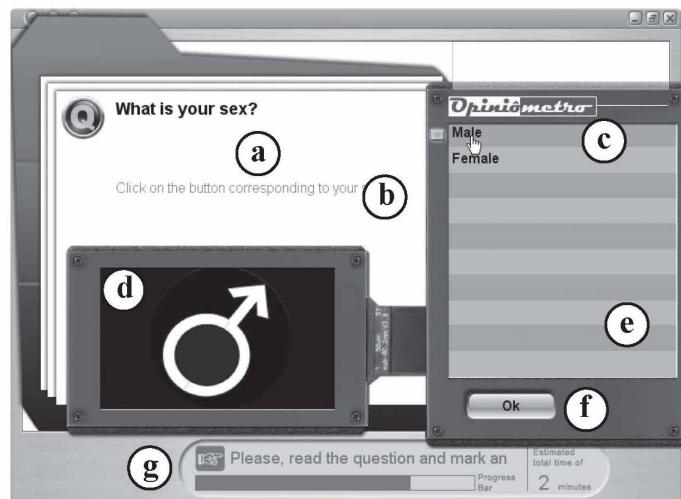 What is your sex?
Click on the button corresponding to your
Opiniômetro
Male
Female
a
b
c
d
e
f
g
Ok
Please, read the question and mark an
Progress
Bar
Estimated
total time of
2 minutes